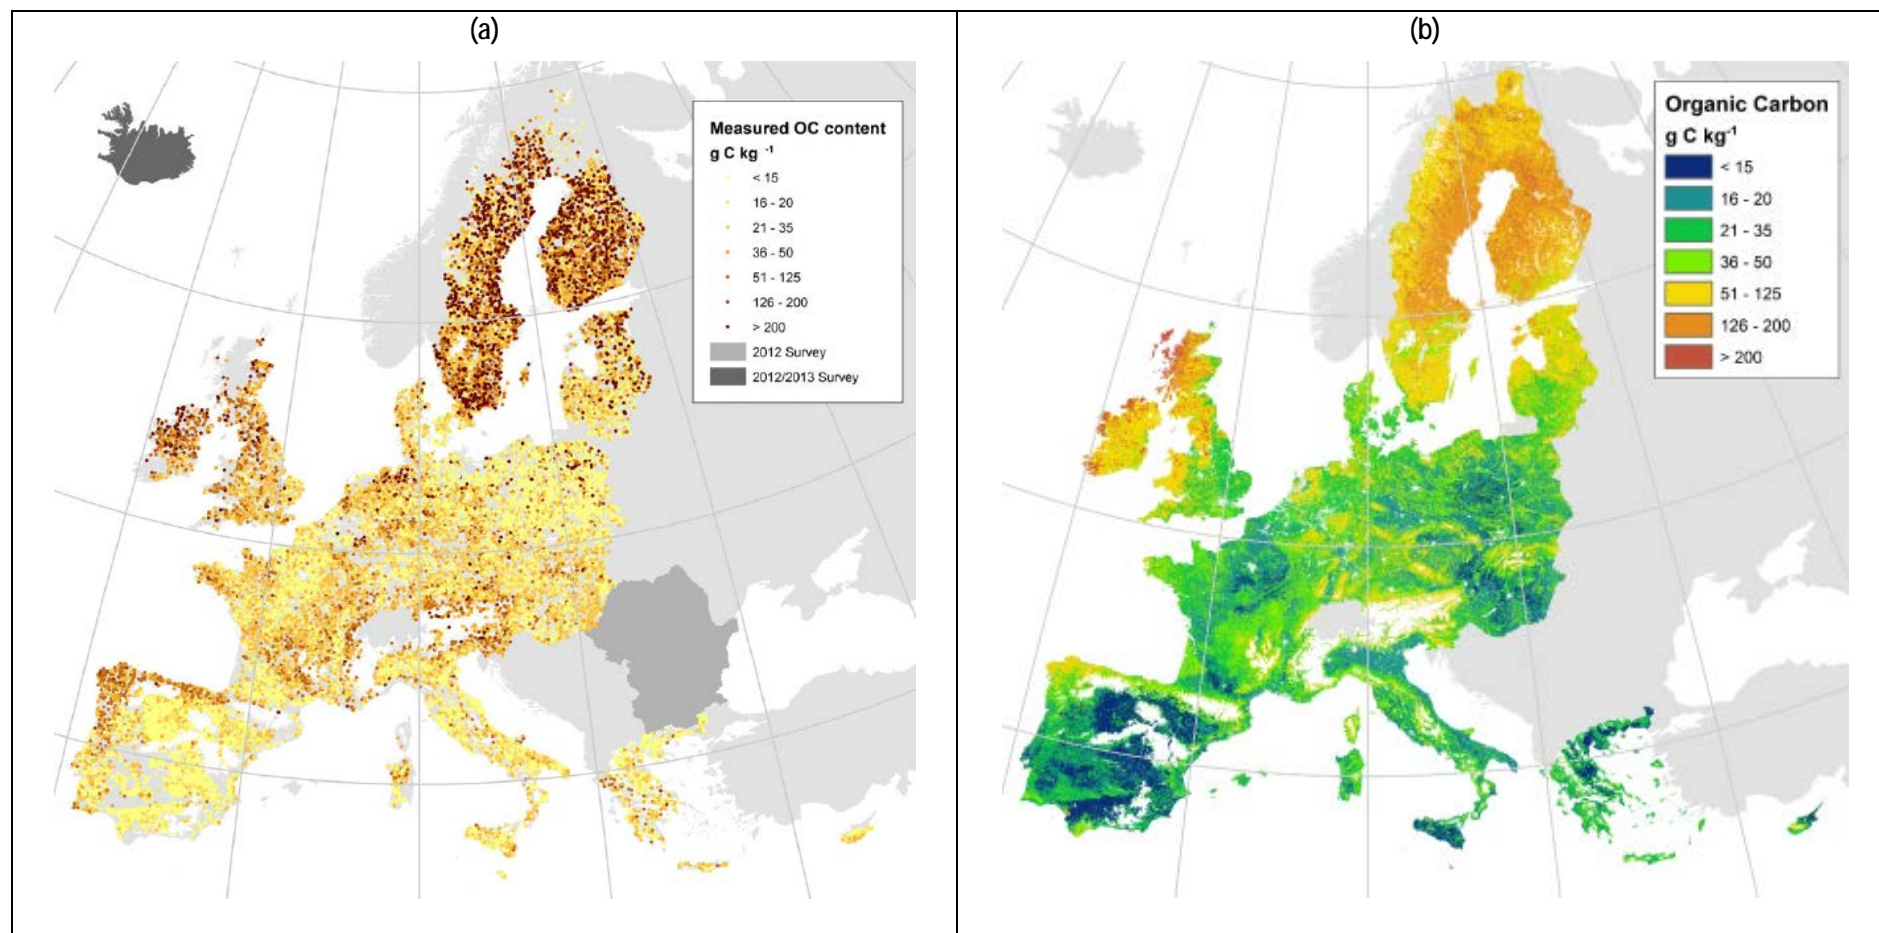 (a)
Measured OC content
g C kg -1
< 15
16 - 20
21 - 35
36 - 50
51 - 125
126 - 200
> 200
2012 Survey
2012/2013 Survey
(b)
Organic Carbon
g C kg-1
< 15
16 - 20
21 - 35
36 - 50
51 - 125
126 - 200
> 200